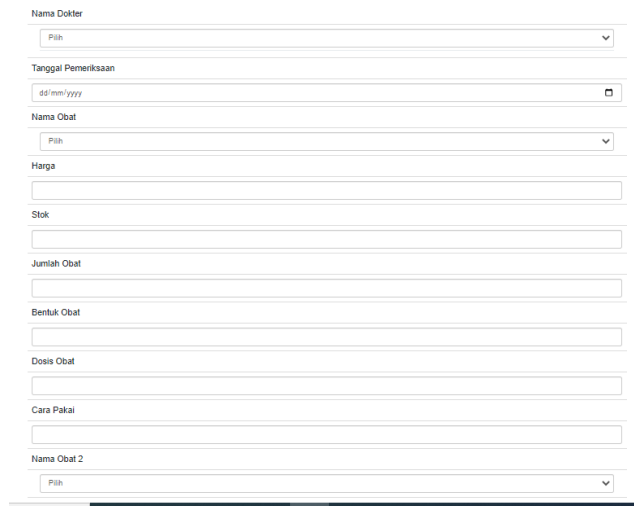 Nama Dokter
Pilih
Tanggal Pemeriksaan
dd/mm/yyyy
Nama Obat
Pilih
Harga
Stok
Jumlah Obat
Bentuk Obat
Dosis Obat
Cara Pakai
Nama Obat 2
Pilih